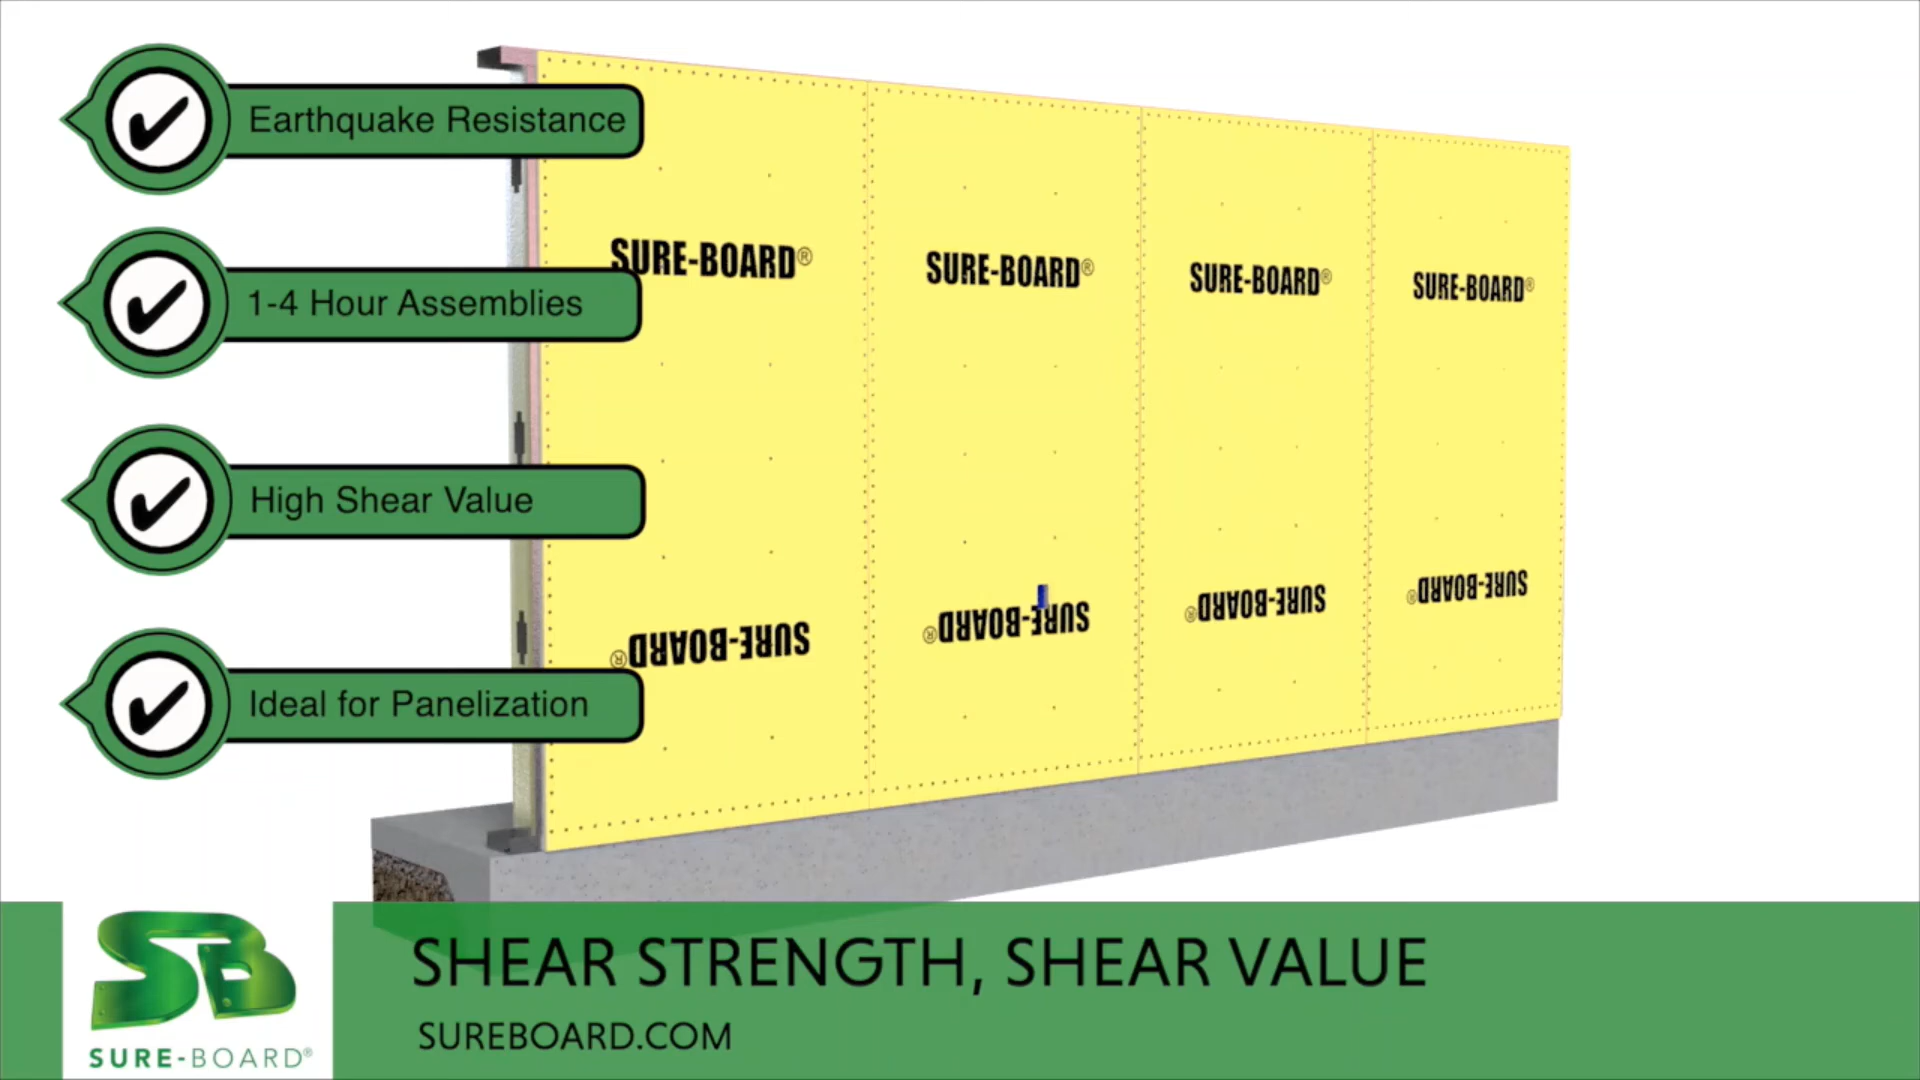 Earthquake Resistance
1-4 Hour Assemblies
High Shear Value
Ideal for Panelization
SURE-BOARD®
SURE-BOARD®
SURE-BOARD®
SURE-BOARD®
SURE-BOARD®
SURE-BOARD®
SURE-BOARD®
SURE-BOARD®
SB
SURE-BOARD®
SHEAR STRENGTH, SHEAR VALUE
SUREBOARD.COM